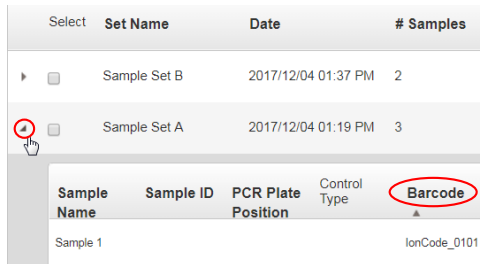 Select Set Name Date # Samples
Sample Set B 2017/12/04 01:37 PM 2
Sample Set A 2017/12/04 01:19 PM 3
Sample Name Sample ID PCR Plate Position Control Type Barcode
Sample 1 IonCode_0101